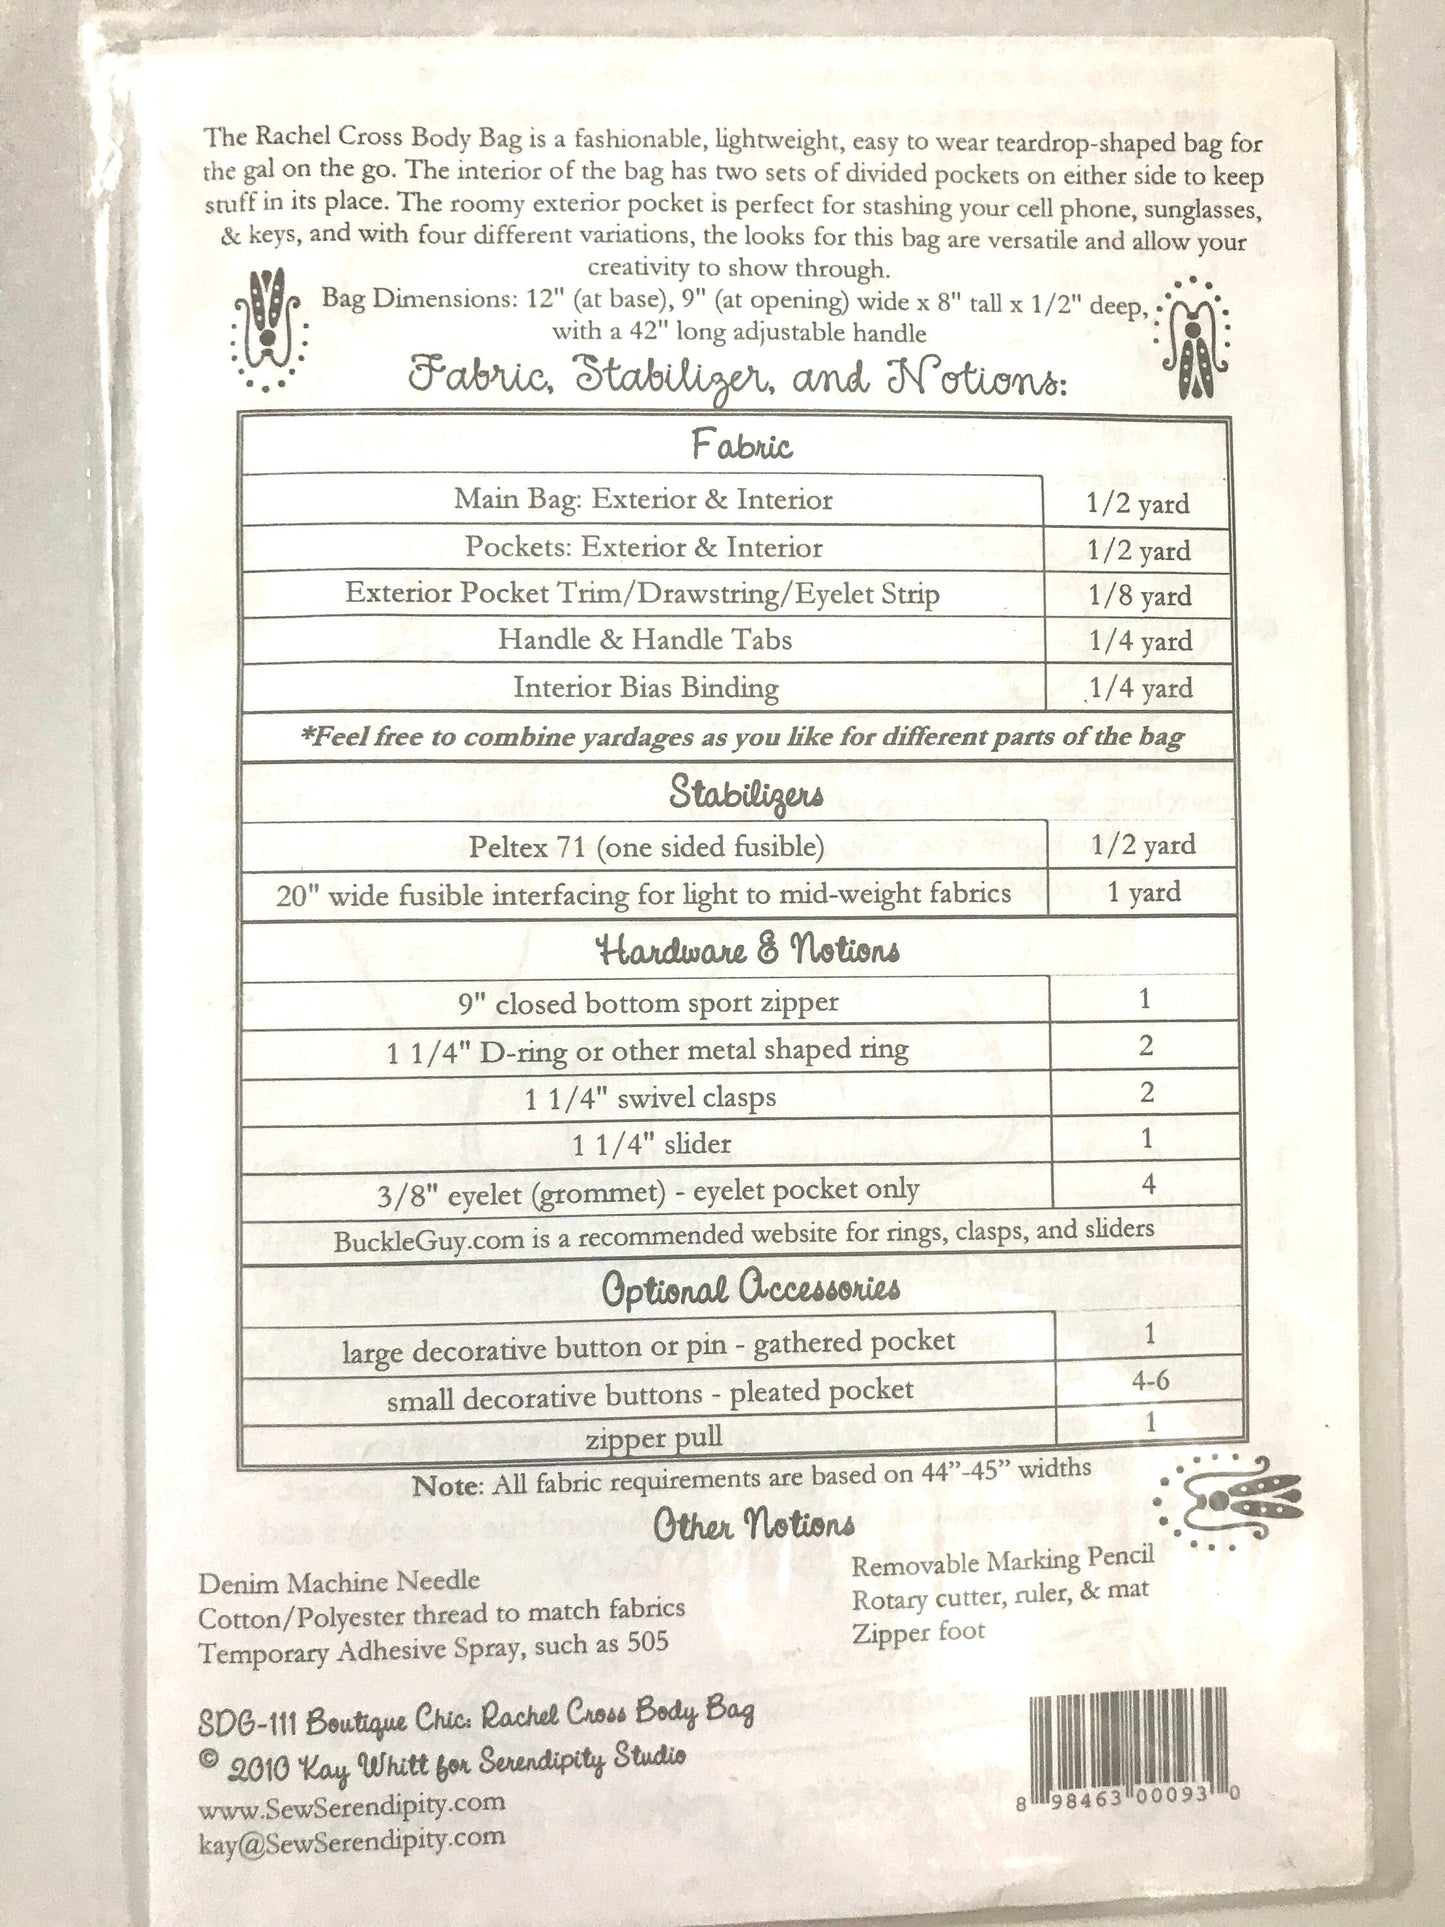 The Rachel Cross Body Bag is a fashionable, lightweight, easy to wear teardrop-shaped bag for
the gal on the go. The interior of the bag has two sets of divided pockets on either side to keep
stuff in its place. The roomy exterior pocket is perfect for stashing your cell phone, sunglasses,
& keys, and with four different variations, the looks for this bag are versatile and allow your
creativity to show through.
Bag Dimensions: 12" (at base), 9" (at opening) wide x 8" tall x 1/2" deep,
with a 42" long adjustable handle
Fabric, Stabilizer, and Notions:
Fabric
Main Bag: Exterior & Interior 1/2 yard
Pockets: Exterior & Interior 1/2 yard
Exterior Pocket Trim/Drawstring/Eyelet Strip 1/8 yard
Handle & Handle Tabs 1/4 yard
Interior Bias Binding 1/4 yard
*Feel free to combine yardages as you like for different parts of the bag
Stabilizers
Peltex 71 (one sided fusible) 1/2 yard
20" wide fusible interfacing for light to mid-weight fabrics 1 yard
Hardware & Notions
9" closed bottom sport zipper 1
1 1/4" D-ring or other metal shaped ring 2
1 1/4" swivel clasps 2
1 1/4" slider 1
3/8" eyelet (grommet) - eyelet pocket only 4
BuckleGuy.com is a recommended website for rings, clasps, and sliders
Optional Accessories
large decorative button or pin - gathered pocket 1
small decorative buttons - pleated pocket 4-6
zipper pull 1
Note: All fabric requirements are based on 44”-45” widths
Other Notions
Denim Machine Needle
Cotton/Polyester thread to match fabrics
Temporary Adhesive Spray, such as 505
Removable Marking Pencil
Rotary cutter, ruler, & mat
Zipper foot
SDG-111 Boutique Chic: Rachel Cross Body Bag
© 2010 Kay Whitt for Serendipity Studio
www.SewSerendipity.com
kay@SewSerendipity.com
8 98463 00093 0